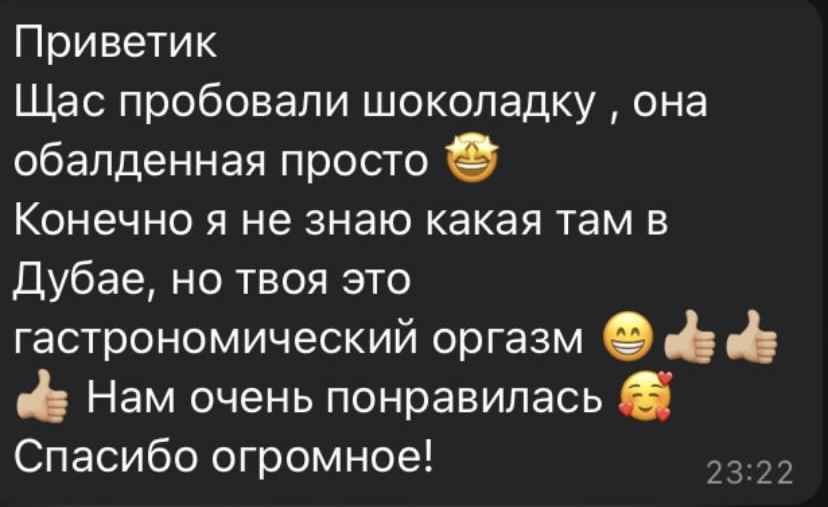 Приветик
Щас пробовали шоколадку , она
обалденная просто 🤩
Конечно я не знаю какая там в
Дубае, но твоя это
гастрономический оргазм 😁👍🏼👍🏼
👍🏼 Нам очень понравилась 🥰
Спасибо огромное!
23:22